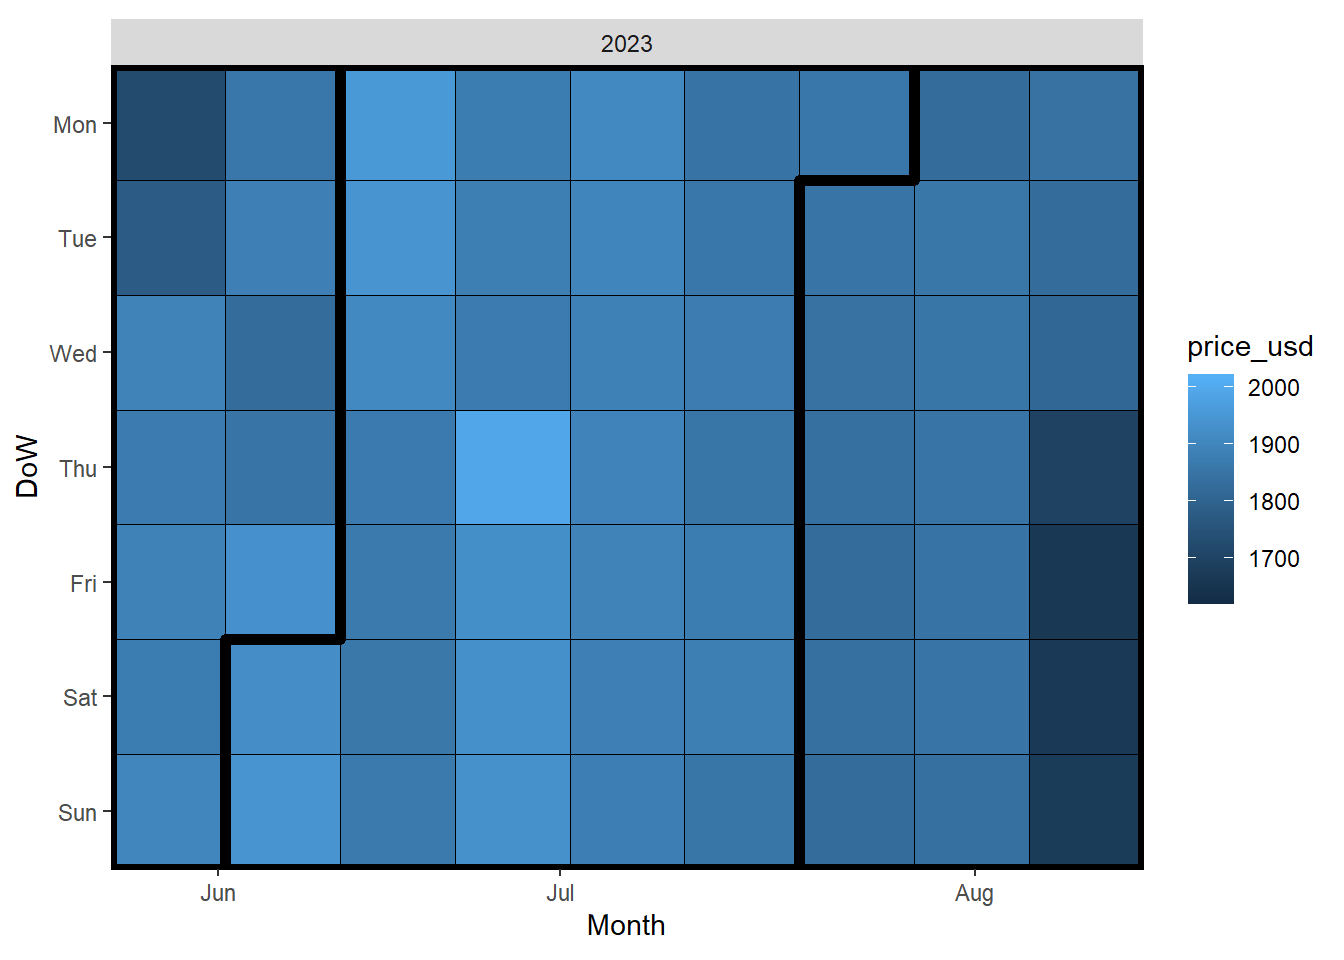 2023
Mon
Tue
Wed
Thu
Fri
Sat
Sun
DoW
Jun Jul Aug
Month
price_usd
2000
1900
1800
1700